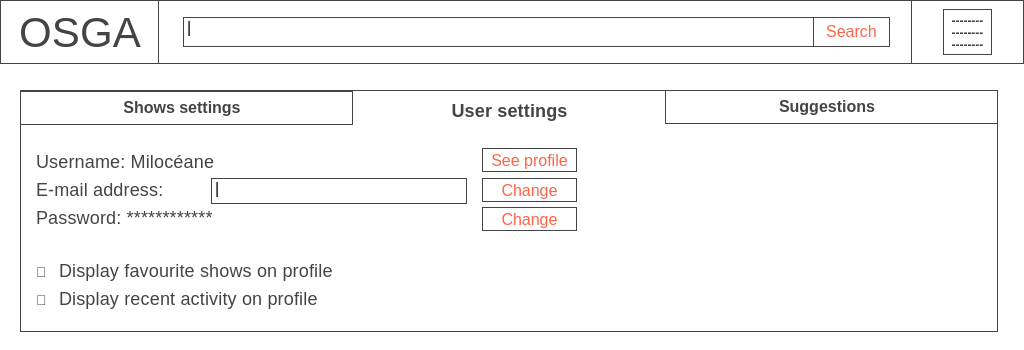 OSGA
Search
Shows settings
User settings
Suggestions
Username: Milocéane
See profile
E-mail address:
Change
Password: ************
Change
Display favourite shows on profile
Display recent activity on profile